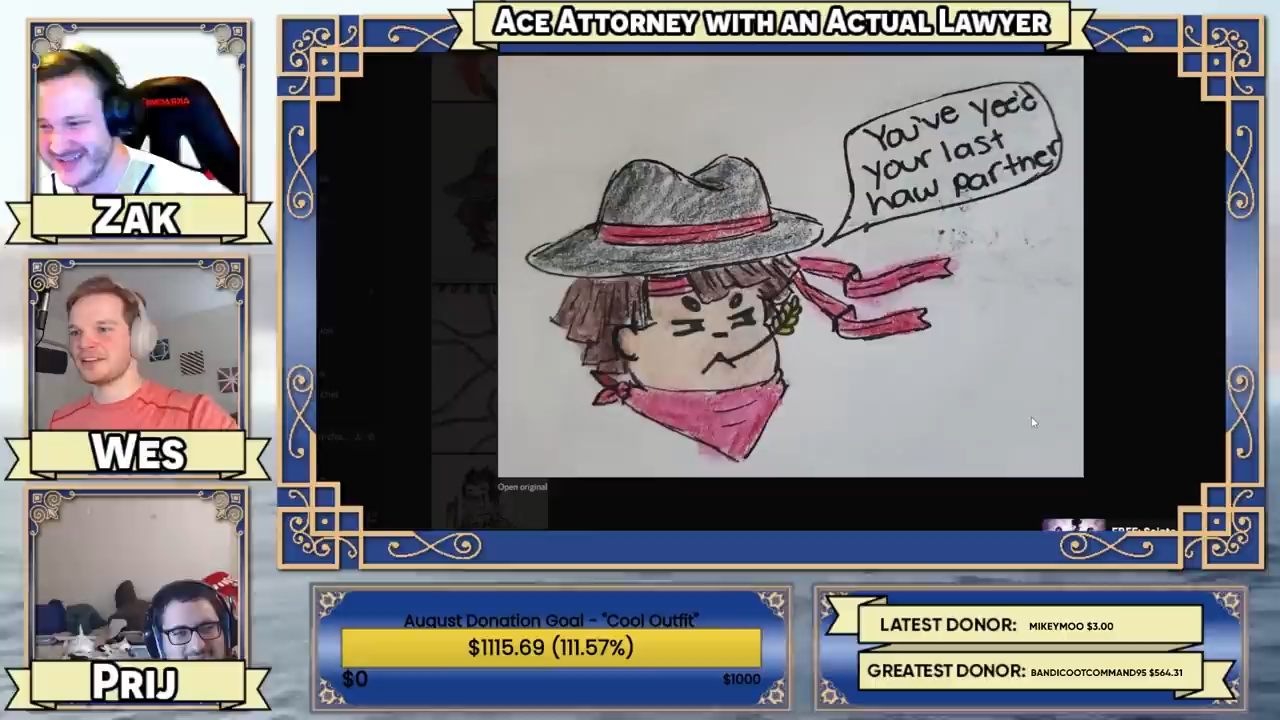 Ace Attorney with an Actual Lawyer
You've Yee'd
your last
haw partner
Zak
Wes
Prij
Open original
August Donation Goal - "Cool Outfit"
$1115.69 (111.57%)
$0
$1000
LATEST DONOR: MIKEYMOO $3.00
GREATEST DONOR: BANDICOOTCOMMAND95 $564.31